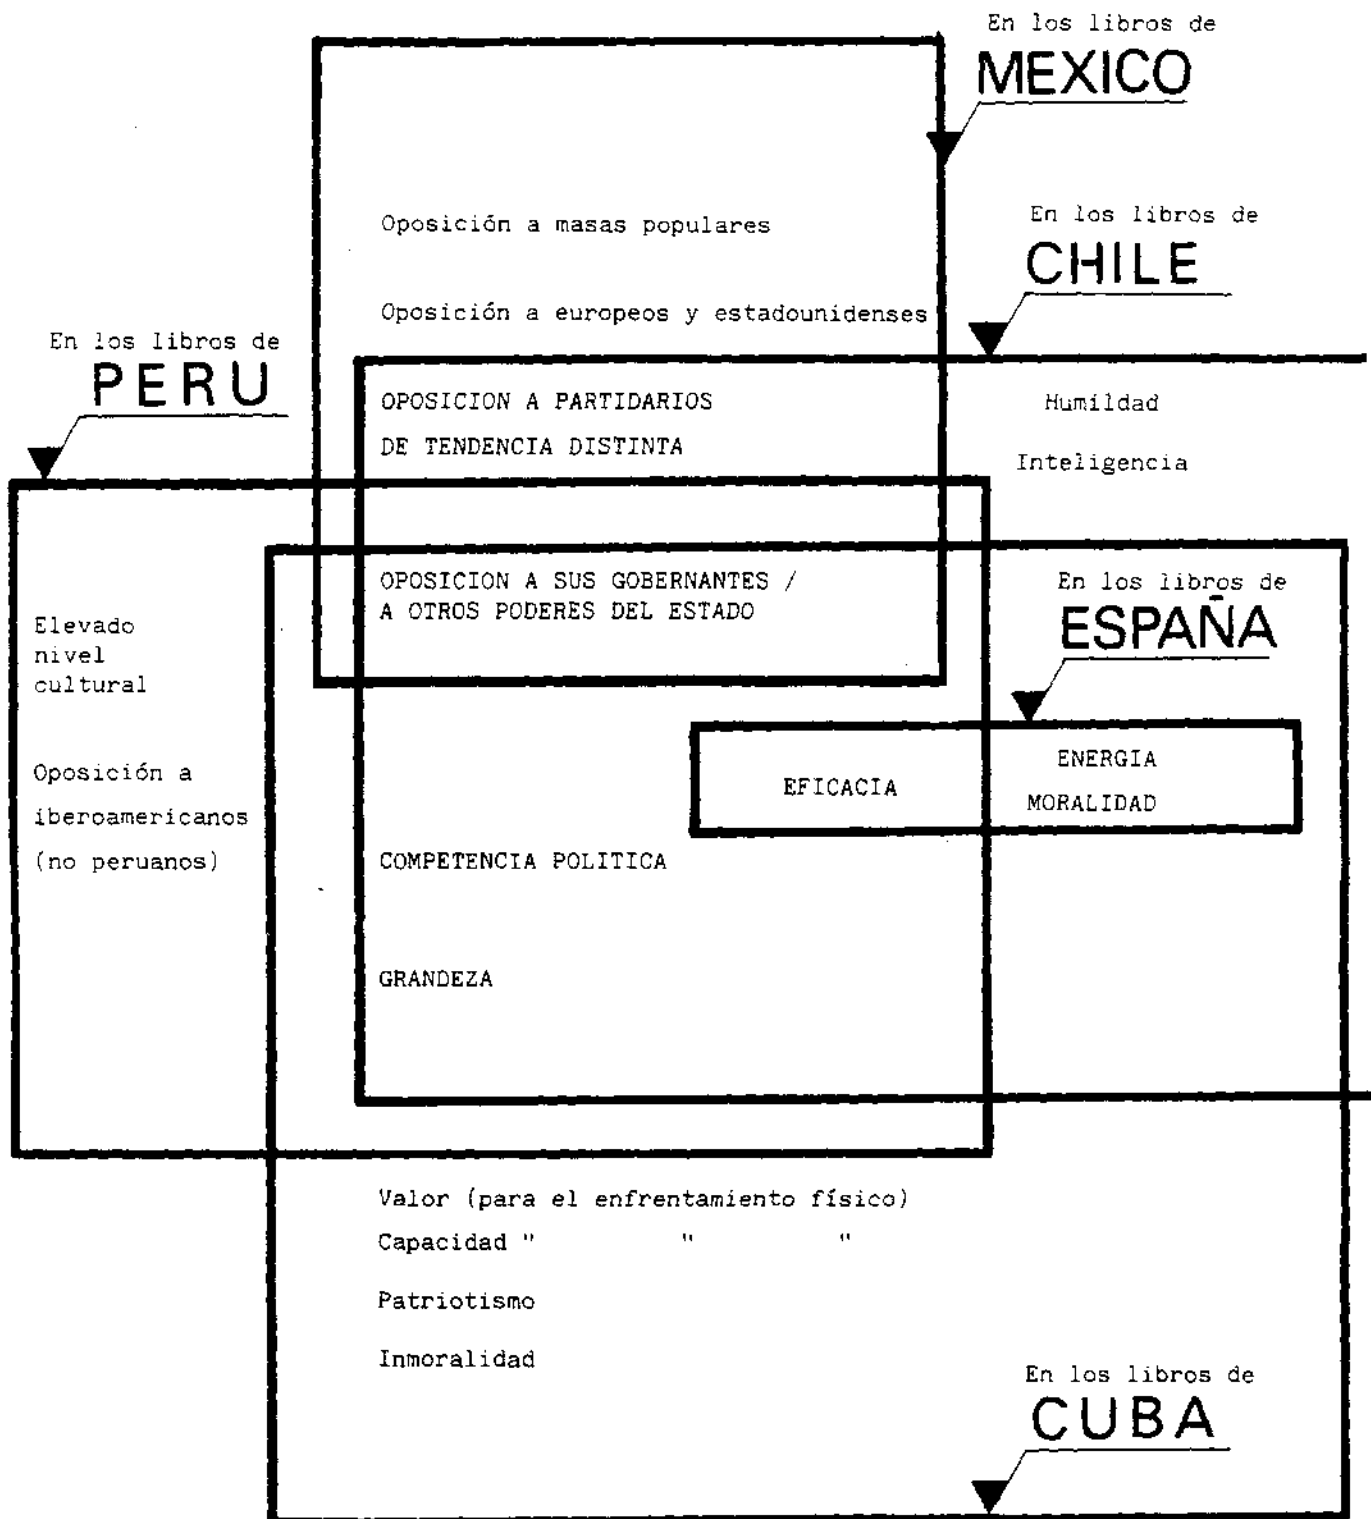 En los libros de
MEXICO
Oposición a masas populares
En los libros de
CHILE
Oposición a europeos y estadounidenses
En los libros de
PERU
OPOSICION A PARTIDARIOS
DE TENDENCIA DISTINTA
Humildad
Inteligencia
OPOSICION A SUS GOBERNANTES /
A OTROS PODERES DEL ESTADO
En los libros de
ESPAÑA
Elevado
nivel
cultural
Oposición a
iberoamericanos
(no peruanos)
EFICACIA
ENERGIA
MORALIDAD
COMPETENCIA POLITICA
GRANDEZA
Valor (para el enfrentamiento físico)
Capacidad " " "
Patriotismo
Inmoralidad
En los libros de
CUBA